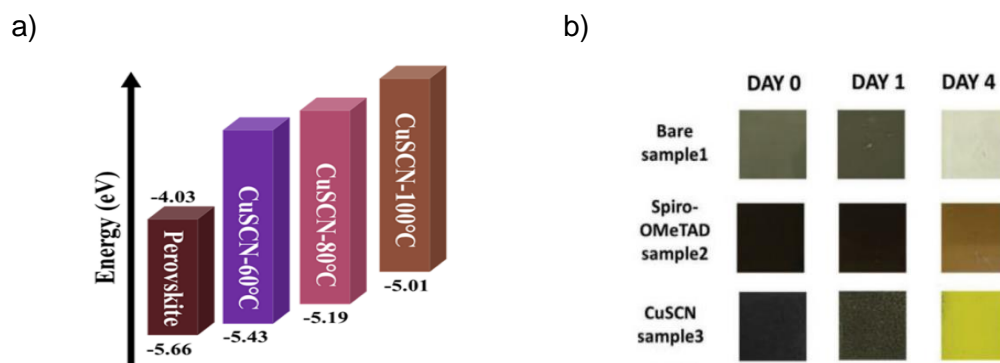 a)
Energy (eV)
-4.03
Perovskite
-5.66
CuSCN-60°C
-5.43
CuSCN-80°C
-5.19
CuSCN-100°C
-5.01
b)
DAY 0 DAY 1 DAY 4
Bare
sample1
Spiro-
OMeTAD
sample2
CuSCN
sample3